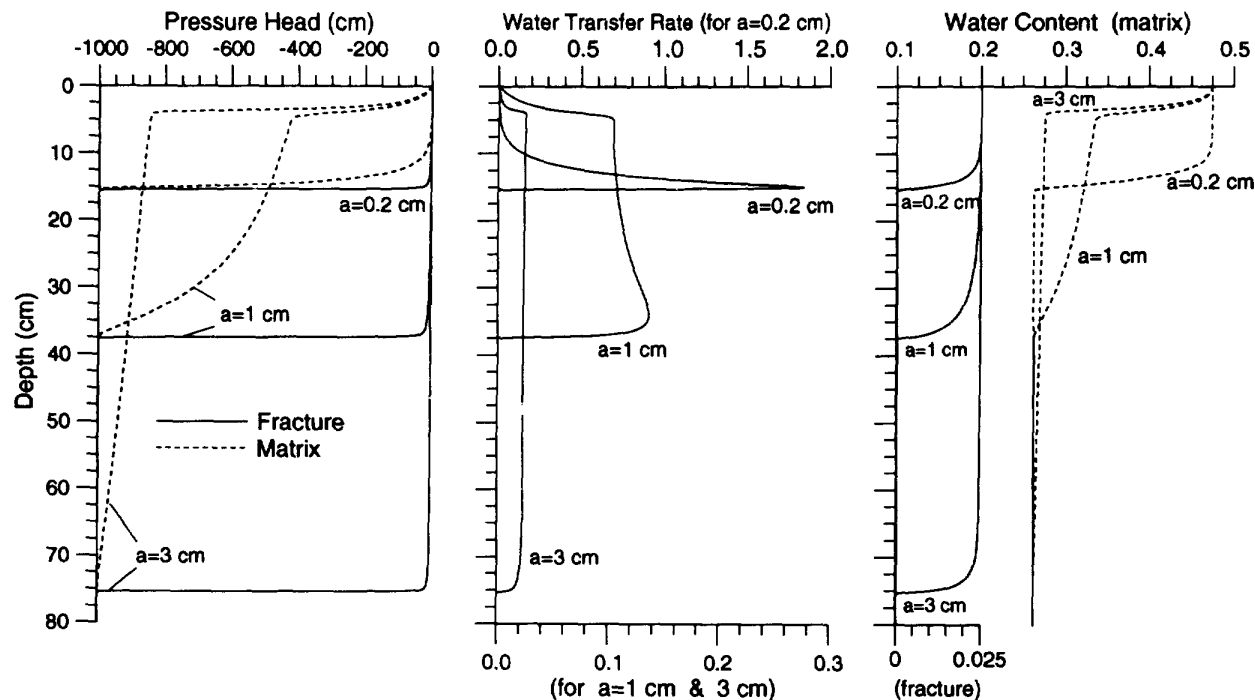 Pressure Head (cm)
-1000 -800 -600 -400 -200 0
Water Transfer Rate (for a=0.2 cm)
0.0 0.5 1.0 1.5 2.0
Water Content (matrix)
0.1 0.2 0.3 0.4 0.5
Depth (cm)
0
10
20
30
40
50
60
70
80
a=0.2 cm
a=1 cm
Fracture
Matrix
a=3 cm
a=0.2 cm
a=1 cm
a=3 cm
0.0 0.1 0.2 0.3
(for a=1 cm & 3 cm)
a=3 cm
a=0.2 cm
a=0.2 cm
a=1 cm
a=1 cm
a=3 cm
0 0.025
(fracture)